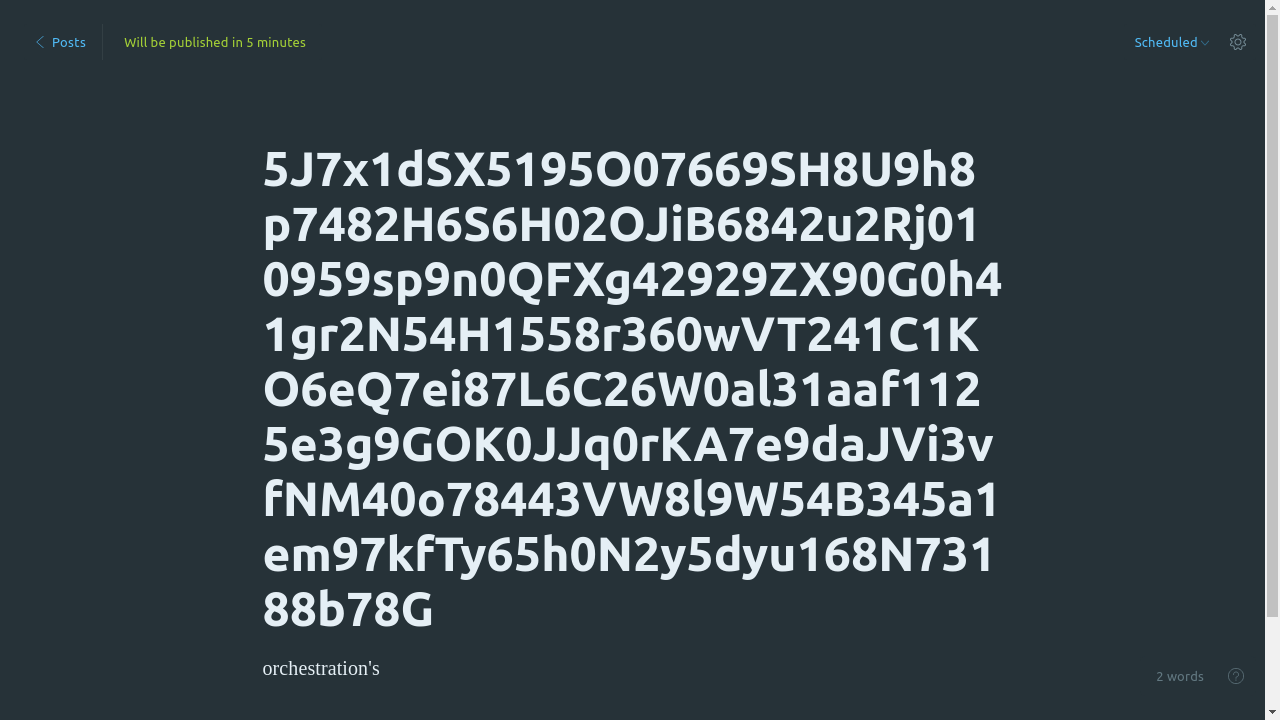 Posts
Will be published in 5 minutes
Scheduled
5J7x1dSX5195O07669SH8U9h8
p7482H6S6H02OJiB6842u2Rj01
0959sp9n0QFXg42929ZX90G0h4
1gr2N54H1558r360wVT241C1K
O6eQ7ei87L6C26W0al31aaf112
5e3g9GOK0JJq0rKA7e9daJVi3v
fNM40o78443VW8l9W54B345a1
em97kfTy65h0N2y5dyu168N731
88b78G
orchestration's
2 words